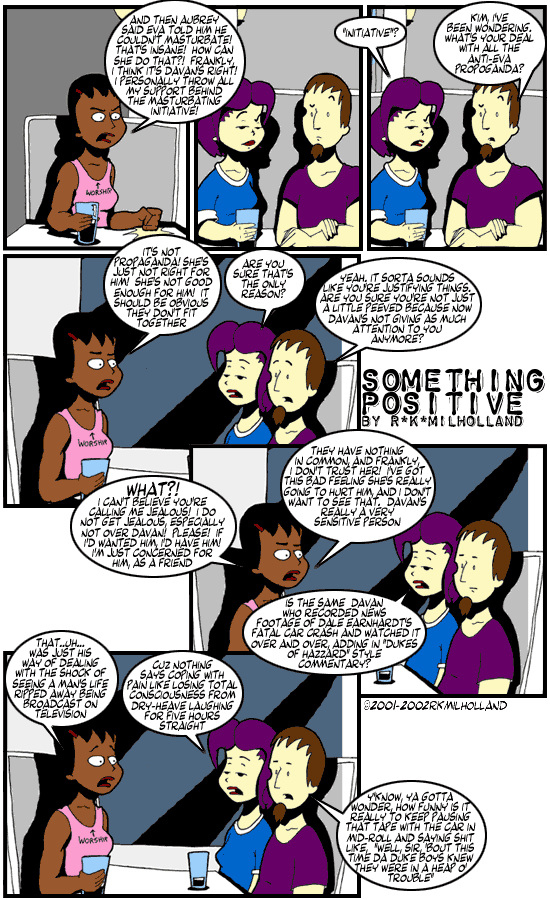 AND THEN AUBREY
SAID EVA TOLD HIM HE
COULDN'T MASTURBATE!
THAT'S INSANE! HOW CAN
SHE DO THAT?! FRANKLY,
I THINK IT'S DAVAN'S RIGHT!
I PERSONALLY THROW ALL
MY SUPPORT BEHIND
THE MASTURBATING
INITIATIVE!
WORSHIP
"INITIATIVE"?
KIM, I'VE
BEEN WONDERING.
WHAT'S YOUR DEAL
WITH ALL THE
ANTI-EVA
PROPOGANDA?
IT'S NOT
PROPAGANDA! SHE'S
JUST NOT RIGHT FOR
HIM! SHE'S NOT GOOD
ENOUGH FOR HIM! IT
SHOULD BE OBVIOUS
THEY DON'T FIT
TOGETHER
ARE YOU
SURE THAT'S
THE ONLY
REASON?
YEAH, IT SORTA SOUNDS
LIKE YOU'RE JUSTIFYING THINGS.
ARE YOU SURE YOU'RE NOT JUST
A LITTLE PEEVED BECAUSE NOW
DAVAN'S NOT GIVING AS MUCH
ATTENTION TO YOU
ANYMORE?
WORSHIP
SOMETHING
POSITIVE
BY R*K*MILHOLLAND
WHAT?!
I CAN'T BELIEVE YOU'RE
CALLING ME JEALOUS! I DO
NOT GET JEALOUS, ESPECIALLY
NOT OVER DAVAN! PLEASE! IF
I'D WANTED HIM, I'D HAVE HIM!
I'M JUST CONCERNED FOR
HIM, AS A FRIEND
THEY HAVE NOTHING
IN COMMON, AND FRANKLY,
I DON'T TRUST HER! I'VE GOT
THIS BAD FEELING SHE'S REALLY
GOING TO HURT HIM, AND I DON'T
WANT TO SEE THAT, DAVAN'S
REALLY A VERY
SENSITIVE PERSON
IS THE SAME DAVAN
WHO RECORDED NEWS
FOOTAGE OF DALE EARNHARDT'S
FATAL CAR CRASH AND WATCHED IT
OVER AND OVER, ADDING IN "DUKES
OF HAZZARD" STYLE
COMMENTARY?
©2001-2002RKMILHOLLAND
THAT...UH...
WAS JUST HIS
WAY OF DEALING
WITH THE SHOCK OF
SEEING A MAN'S LIFE
RIPPED AWAY BEING
BROADCAST ON
TELEVISION
CUZ NOTHING
SAYS COPING WITH
PAIN LIKE LOSING TOTAL
CONSCIOUSNESS FROM
DRY-HEAVE LAUGHING
FOR FIVE HOURS
STRAIGHT
WORSHIP
Y'KNOW, YA GOTTA
WONDER, HOW FUNNY IS IT
REALLY TO KEEP PAUSING
THAT TAPE WITH THE CAR IN
MID-ROLL AND SAYING SHIT
LIKE, "WELL, SIR, 'BOUT THIS
TIME DA DUKE BOYS KNEW
THEY WERE IN A HEAP O'
TROUBLE"